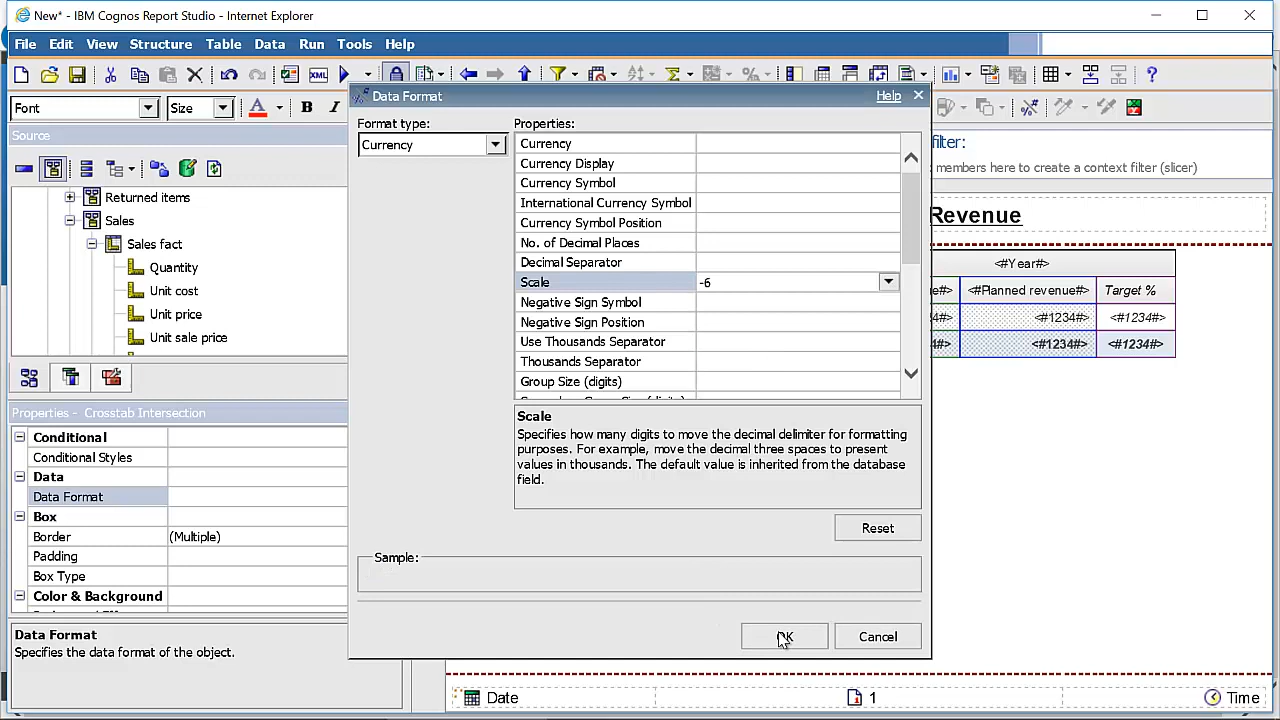 New* - IBM Cognos Report Studio - Internet Explorer
File Edit View Structure Table Data Run Tools Help
Font Size A B I
Source
Returned items
Sales
Sales fact
Quantity
Unit cost
Unit price
Unit sale price
Properties - Crosstab Intersection
Conditional
Conditional Styles
Data
Data Format
Box
Border (Multiple)
Padding
Box Type
Color & Background
Data Format
Specifies the data format of the object.
Data Format Help
Format type:
Currency
Properties:
Currency
Currency Display
Currency Symbol
International Currency Symbol
Currency Symbol Position
No. of Decimal Places
Decimal Separator
Scale -6
Negative Sign Symbol
Negative Sign Position
Use Thousands Separator
Thousands Separator
Group Size (digits)
Scale
Specifies how many digits to move the decimal delimiter for formatting
purposes. For example, move the decimal three spaces to present
values in thousands. The default value is inherited from the database
field.
Reset
Sample:
OK Cancel
ilter:
members here to create a context filter (slicer)
Revenue
<#Year#>
e#> <#Planned revenue#> Target %
4#> <#1234#> <#1234#>
4#> <#1234#> <#1234#>
Date 1 Time